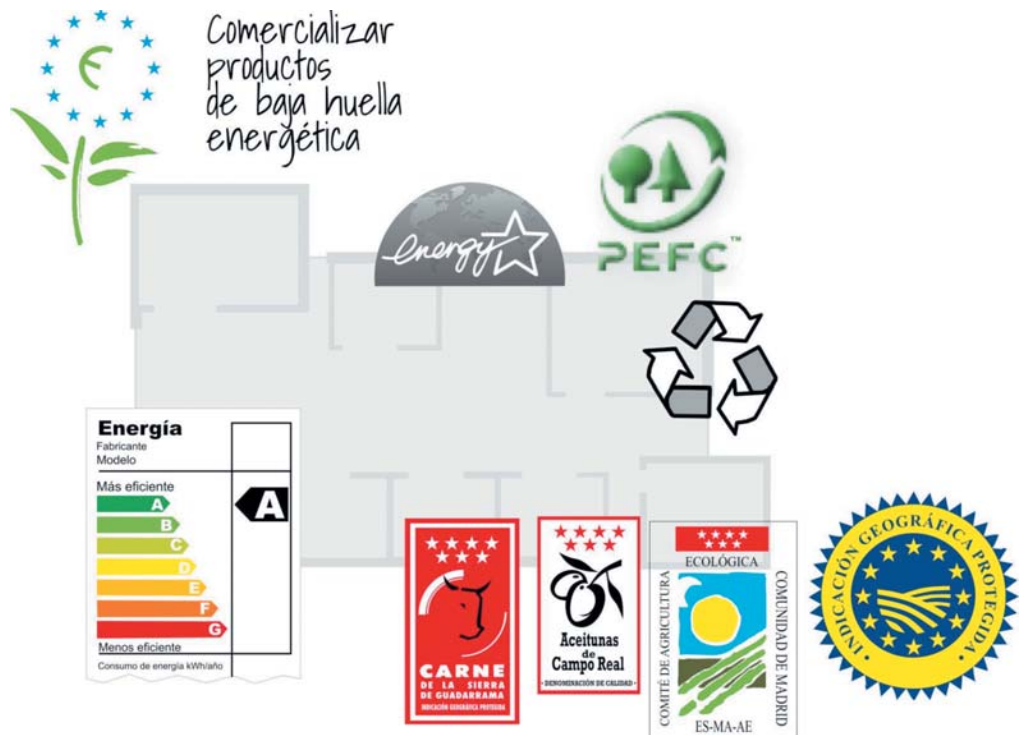 Comercializar
productos
de baja huella
energética
energy
PEFC™
Energía
Fabricante
Modelo
Más eficiente
A
A
B
C
D
E
F
G
Menos eficiente
Consumo de energía kWh/año
CARNE
DE LA SIERRA
DE GUADARRAMA
INDICACIÓN GEOGRÁFICA PROTEGIDA
Aceitunas
de
Campo Real
- DENOMINACIÓN DE CALIDAD -
ECOLÓGICA
COMITÉ DE AGRICULTURA
COMUNIDAD DE MADRID
ES-MA-AE
· INDICACIÓN GEOGRÁFICA PROTEGIDA ·